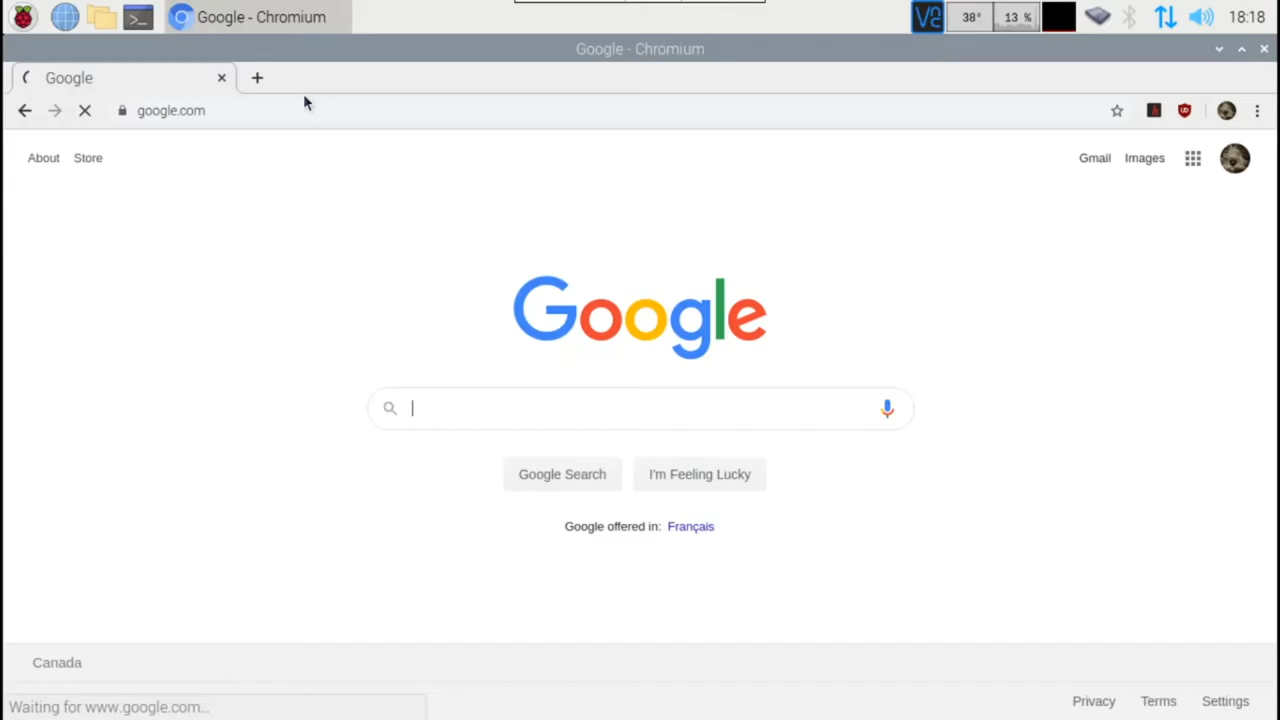 Google - Chromium
38°
13 %
18:18
Google - Chromium
Google
google.com
About
Store
Gmail
Images
Google
Google Search
I'm Feeling Lucky
Google offered in: Français
Canada
Waiting for www.google.com...
Privacy
Terms
Settings